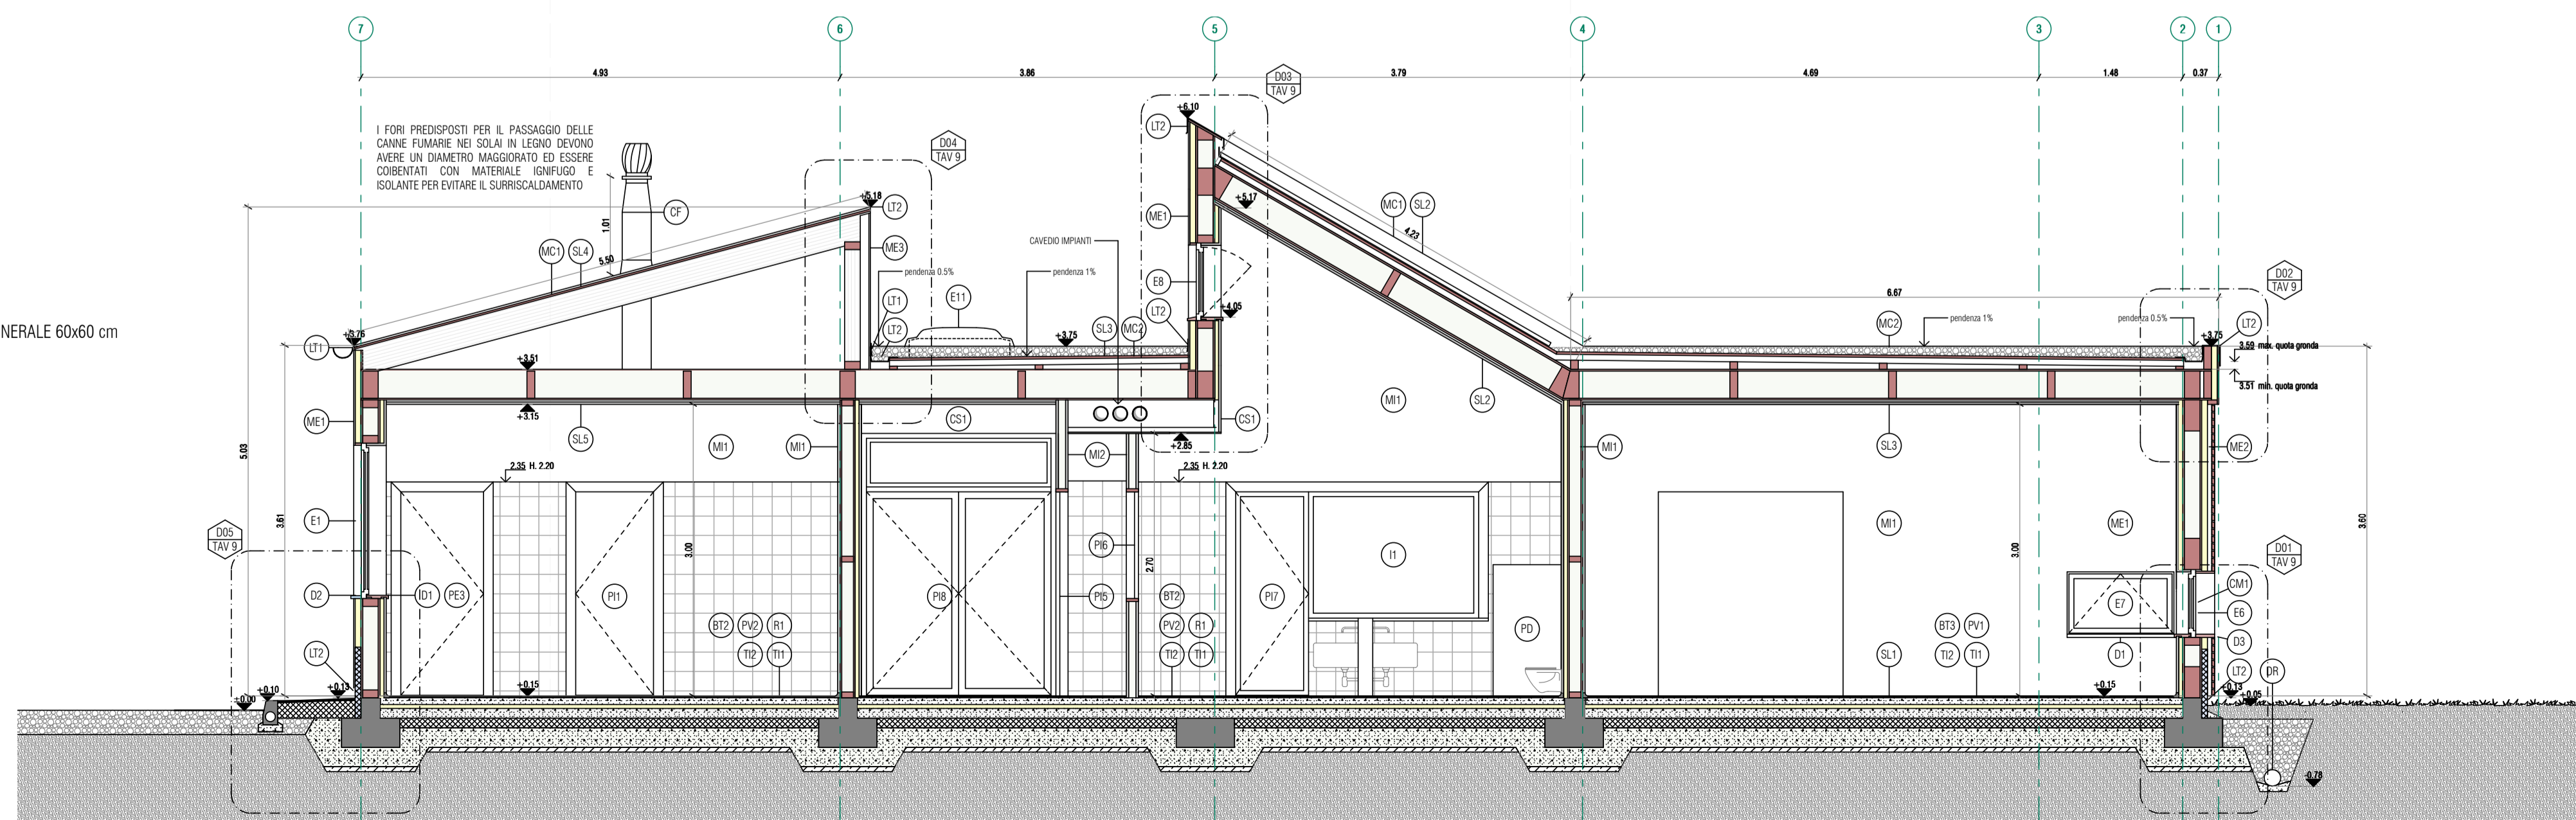 7 6 5 4 3 2 1
4.93 3.86 3.79 4.69 1.48 0.37
I FORI PREDISPOSTI PER IL PASSAGGIO DELLE
CANNE FUMARIE NEI SOLAI IN LEGNO DEVONO
AVERE UN DIAMETRO MAGGIORATO ED ESSERE
COIBENTATI CON MATERIALE IGNIFUGO E
ISOLANTE PER EVITARE IL SURRISCALDAMENTO
D03
TAV 9
+6.10
LT2
D04
TAV 9
1.01
CF
+5.18
LT2
+5.17
MC1 SL2
4.23
ME1
MC1 SL4
5.50
ME3
CAVEDIO IMPIANTI
pendenza 0.5%
pendenza 1%
E8
D02
TAV 9
6.67
LT1
E11
LT2
+4.05
NERALE 60x60 cm
+3.76
LT1
LT2
+3.75
SL3 MC2
MC2
pendenza 1%
pendenza 0.5%
LT2
+3.75
3.59 max. quota gronda
3.51 min. quota gronda
+3.51
+3.15
MI1
SL2
ME1
SL5
MI1
MI1
CS1
CS1
+2.85
MI2
MI1
SL3
ME2
5.03
2.35 H. 2.20
2.35 H. 2.20
3.61
E1
D05
TAV 9
3.00
PI6
2.70
I1
MI1
ME1
3.00
3.60
D01
TAV 9
D2
D1 PE3
PI1
PI8
PI5
BT2
PI7
E7
CM1
E6
BT2 PV2 R1
PV2 R1
PD
BT3 PV1
D3
LT2
TI2 TI1
TI2 TI1
SL1
TI2 TI1
D1
LT2
DR
+0.00
+0.10
+0.13
+0.15
+0.15
+0.13
+0.05
-0.78